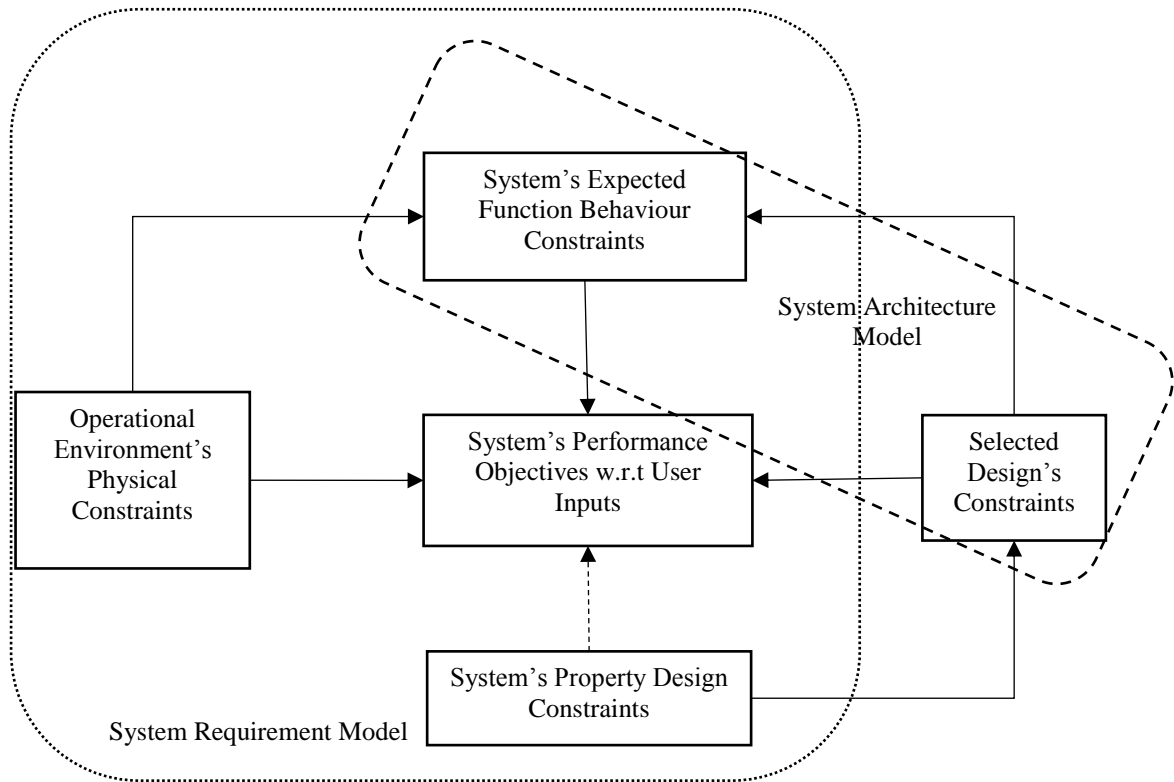 System’s Expected
Function Behaviour
Constraints
System Architecture
Model
Operational
Environment’s
Physical
Constraints
System’s Performance
Objectives w.r.t User
Inputs
Selected
Design’s
Constraints
System’s Property Design
Constraints
System Requirement Model